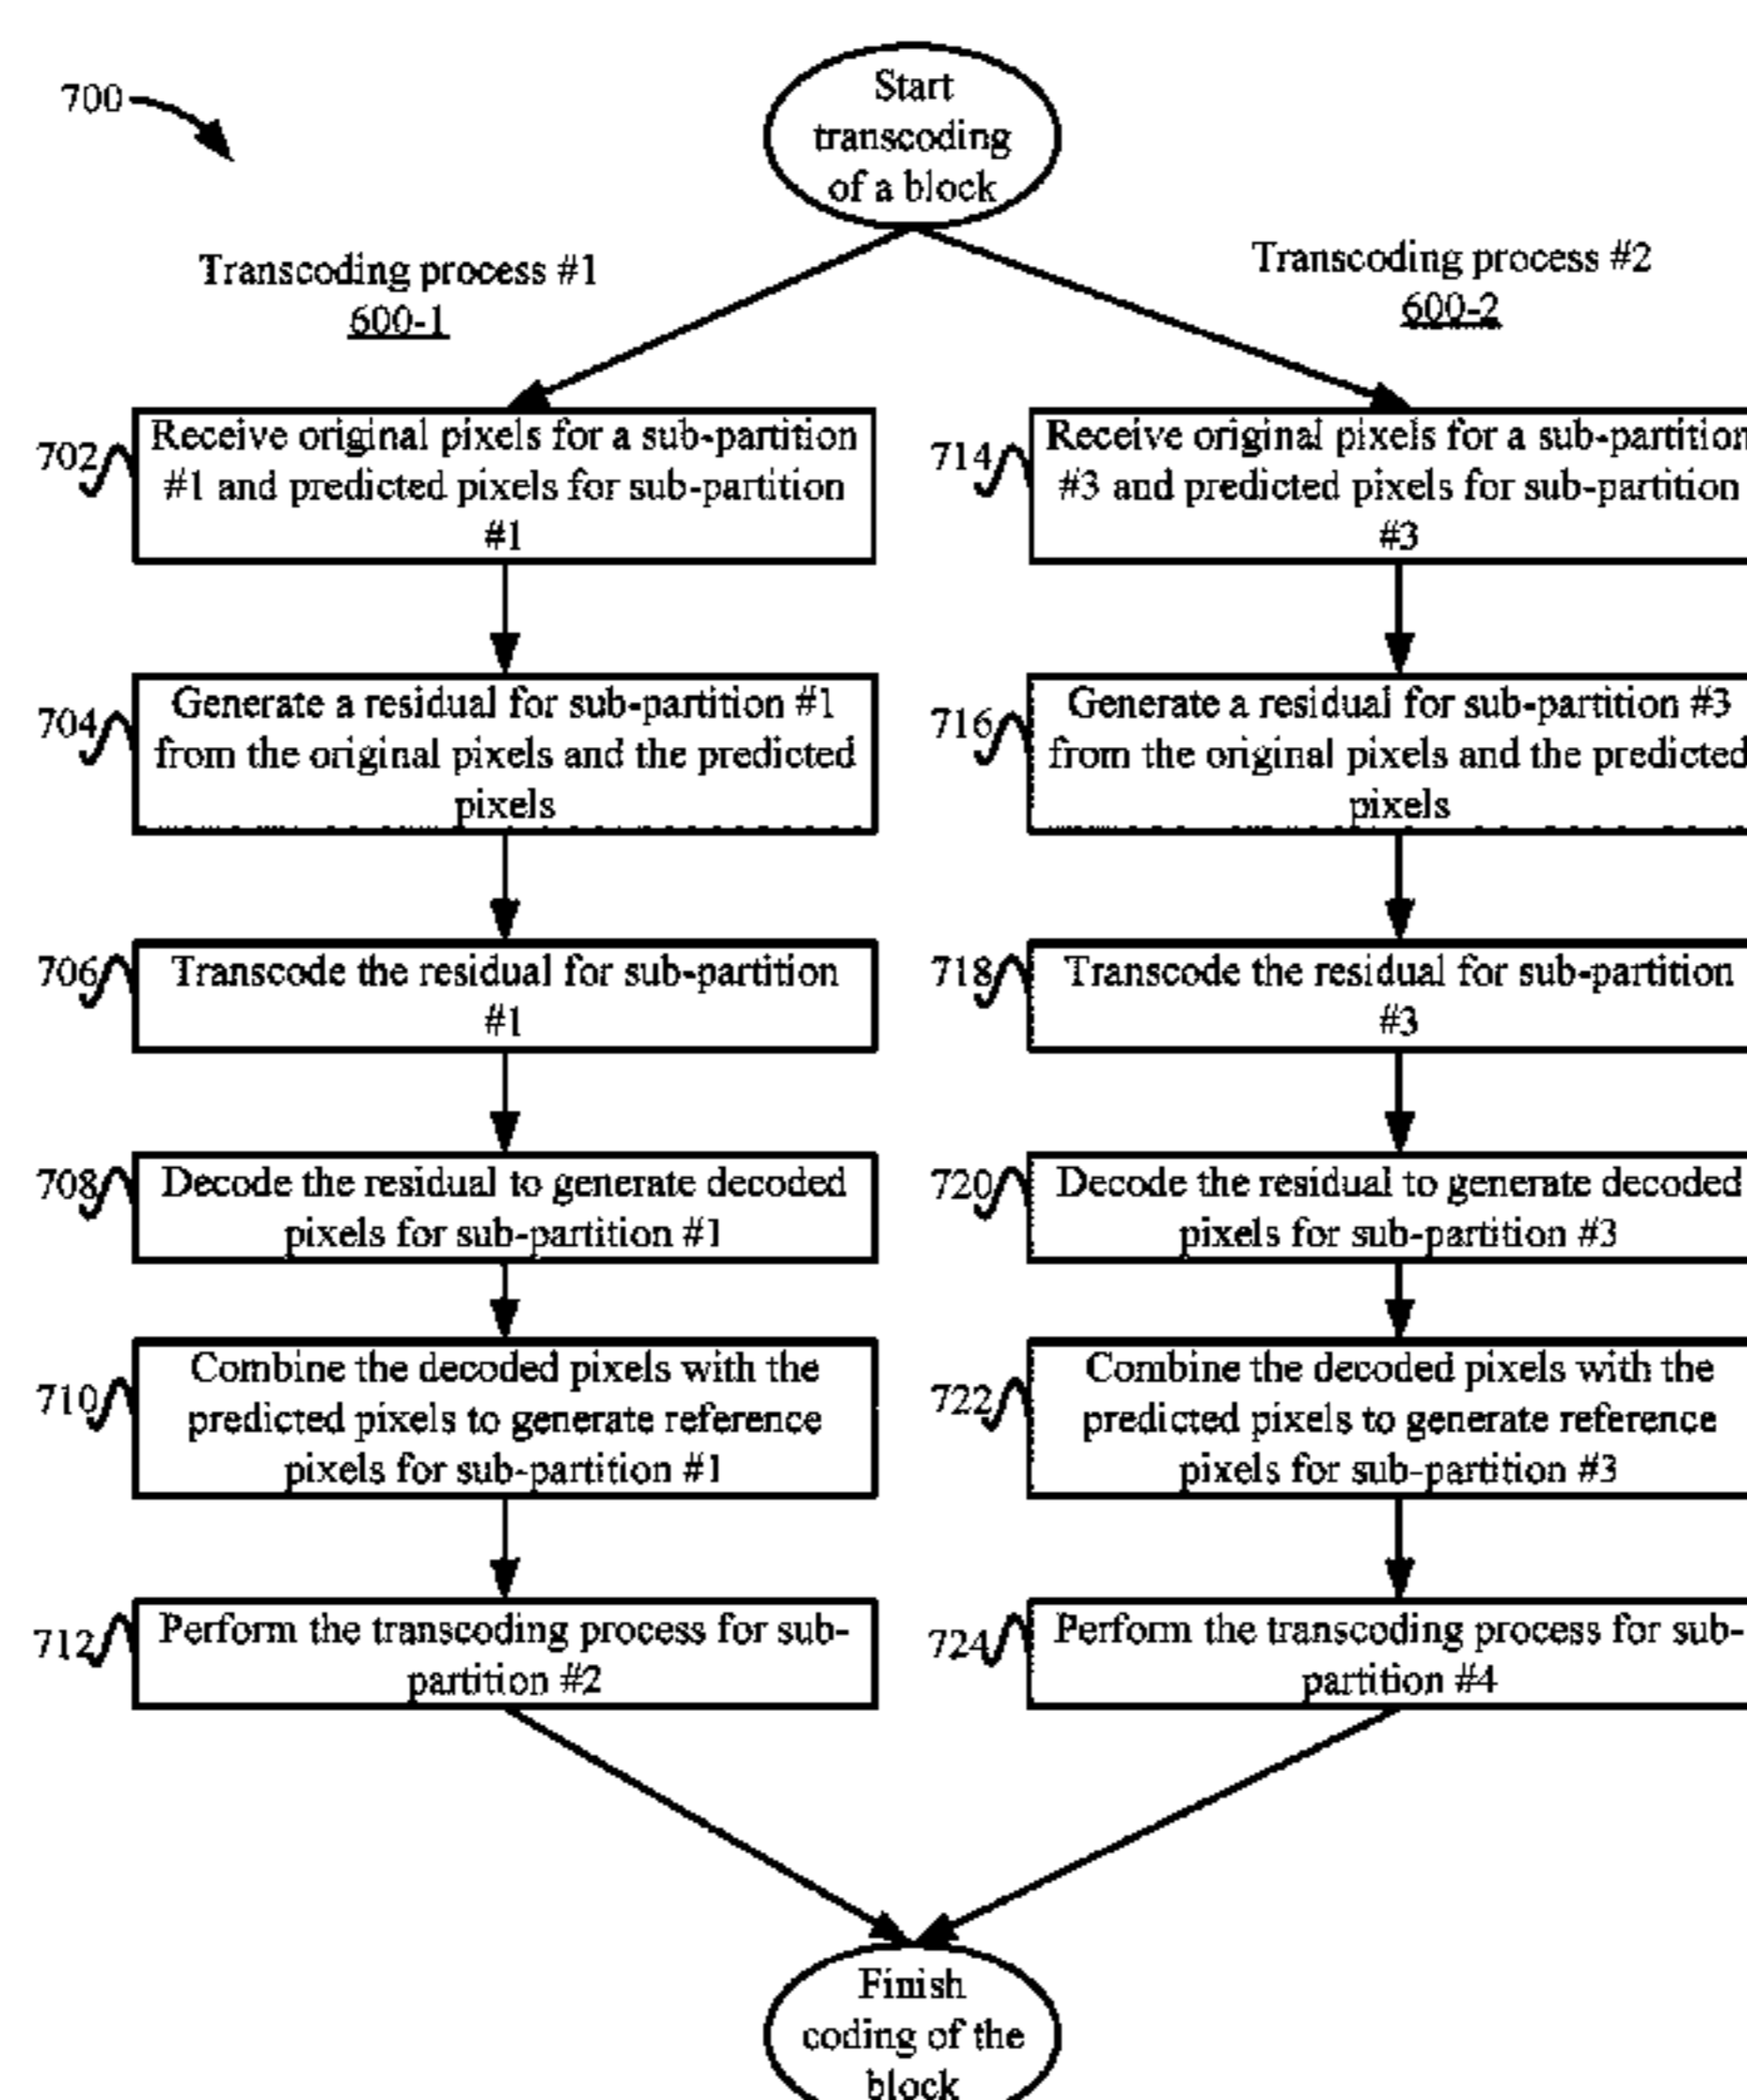 700
Start
transcoding
of a block
Transcoding process #1
600-1
Transcoding process #2
600-2
702
Receive original pixels for a sub-partition
#1 and predicted pixels for sub-partition
#1
704
Generate a residual for sub-partition #1
from the original pixels and the predicted
pixels
706
Transcode the residual for sub-partition
#1
708
Decode the residual to generate decoded
pixels for sub-partition #1
710
Combine the decoded pixels with the
predicted pixels to generate reference
pixels for sub-partition #1
712
Perform the transcoding process for sub-
partition #2
714
Receive original pixels for a sub-partition
#3 and predicted pixels for sub-partition
#3
716
Generate a residual for sub-partition #3
from the original pixels and the predicted
pixels
718
Transcode the residual for sub-partition
#3
720
Decode the residual to generate decoded
pixels for sub-partition #3
722
Combine the decoded pixels with the
predicted pixels to generate reference
pixels for sub-partition #3
724
Perform the transcoding process for sub-
partition #4
Finish
coding of the
block